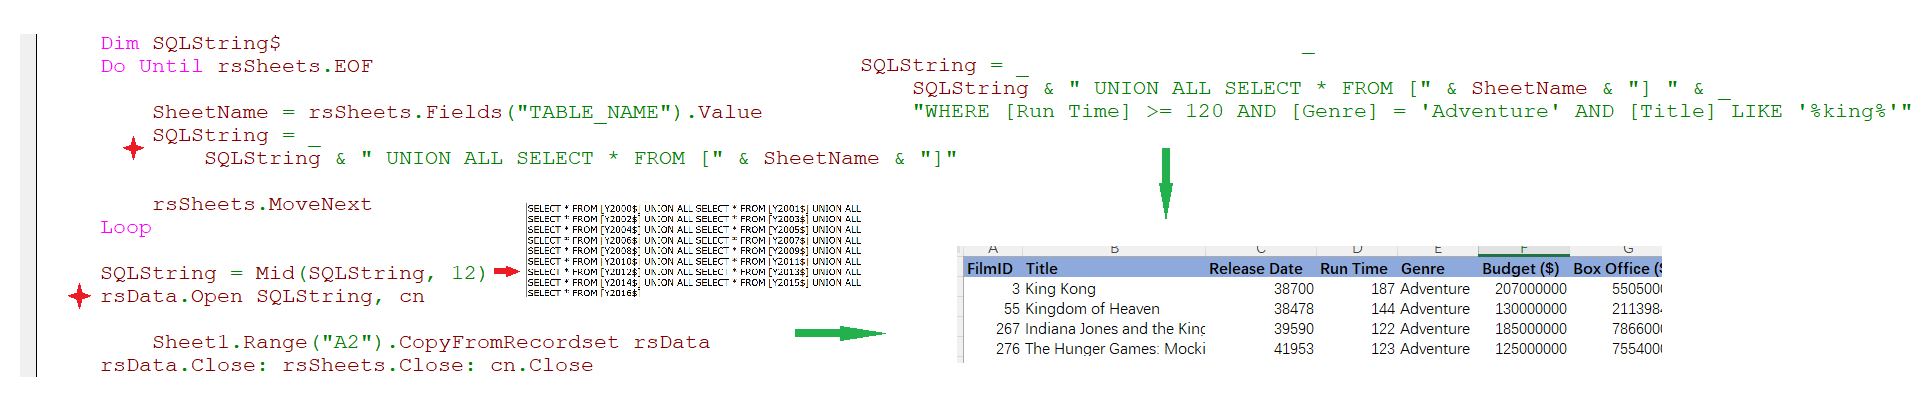 Dim SQLString$
Do Until rsSheets.EOF
SheetName = rsSheets.Fields("TABLE_NAME").Value
SQLString = _
SQLString & " UNION ALL SELECT * FROM [" & SheetName & "]"
rsSheets.MoveNext
Loop
SQLString = Mid(SQLString, 12)
rsData.Open SQLString, cn
Sheet1.Range("A2").CopyFromRecordset rsData
rsData.Close: rsSheets.Close: cn.Close
SELECT * FROM [Y2000$] UNION ALL SELECT * FROM [Y2001$] UNION ALL
SELECT * FROM [Y2002$] UNION ALL SELECT * FROM [Y2003$] UNION ALL
SELECT * FROM [Y2004$] UNION ALL SELECT * FROM [Y2005$] UNION ALL
SELECT * FROM [Y2006$] UNION ALL SELECT * FROM [Y2007$] UNION ALL
SELECT * FROM [Y2008$] UNION ALL SELECT * FROM [Y2009$] UNION ALL
SELECT * FROM [Y2010$] UNION ALL SELECT * FROM [Y2011$] UNION ALL
SELECT * FROM [Y2012$] UNION ALL SELECT * FROM [Y2013$] UNION ALL
SELECT * FROM [Y2014$] UNION ALL SELECT * FROM [Y2015$] UNION ALL
SELECT * FROM [Y2016$]
_
SQLString = _
SQLString & " UNION ALL SELECT * FROM [" & SheetName & "] " & _
"WHERE [Run Time] >= 120 AND [Genre] = 'Adventure' AND [Title] LIKE '%king%'"
A B C D E F G
FilmID Title Release Date Run Time Genre Budget ($) Box Office (
3 King Kong 38700 187 Adventure 207000000 550500
55 Kingdom of Heaven 38478 144 Adventure 130000000 211398
267 Indiana Jones and the King 39590 122 Adventure 185000000 786600
276 The Hunger Games: Mocki 41953 123 Adventure 125000000 755400